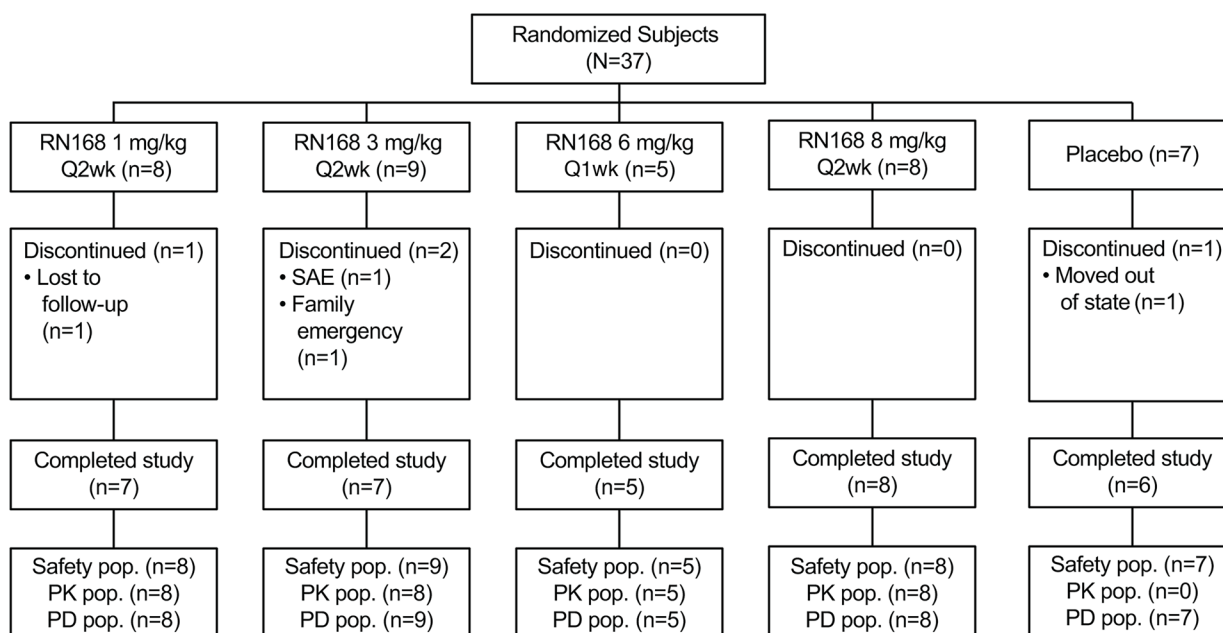 Randomized Subjects
(N=37)
RN168 1 mg/kg
Q2wk (n=8)
RN168 3 mg/kg
Q2wk (n=9)
RN168 6 mg/kg
Q1wk (n=5)
RN168 8 mg/kg
Q2wk (n=8)
Placebo (n=7)
Discontinued (n=1)
• Lost to
follow-up
(n=1)
Discontinued (n=2)
• SAE (n=1)
• Family
emergency
(n=1)
Discontinued (n=0)
Discontinued (n=0)
Discontinued (n=1)
• Moved out
of state (n=1)
Completed study
(n=7)
Completed study
(n=7)
Completed study
(n=5)
Completed study
(n=8)
Completed study
(n=6)
Safety pop. (n=8)
PK pop. (n=8)
PD pop. (n=8)
Safety pop. (n=9)
PK pop. (n=8)
PD pop. (n=9)
Safety pop. (n=5)
PK pop. (n=5)
PD pop. (n=5)
Safety pop. (n=8)
PK pop. (n=8)
PD pop. (n=8)
Safety pop. (n=7)
PK pop. (n=0)
PD pop. (n=7)